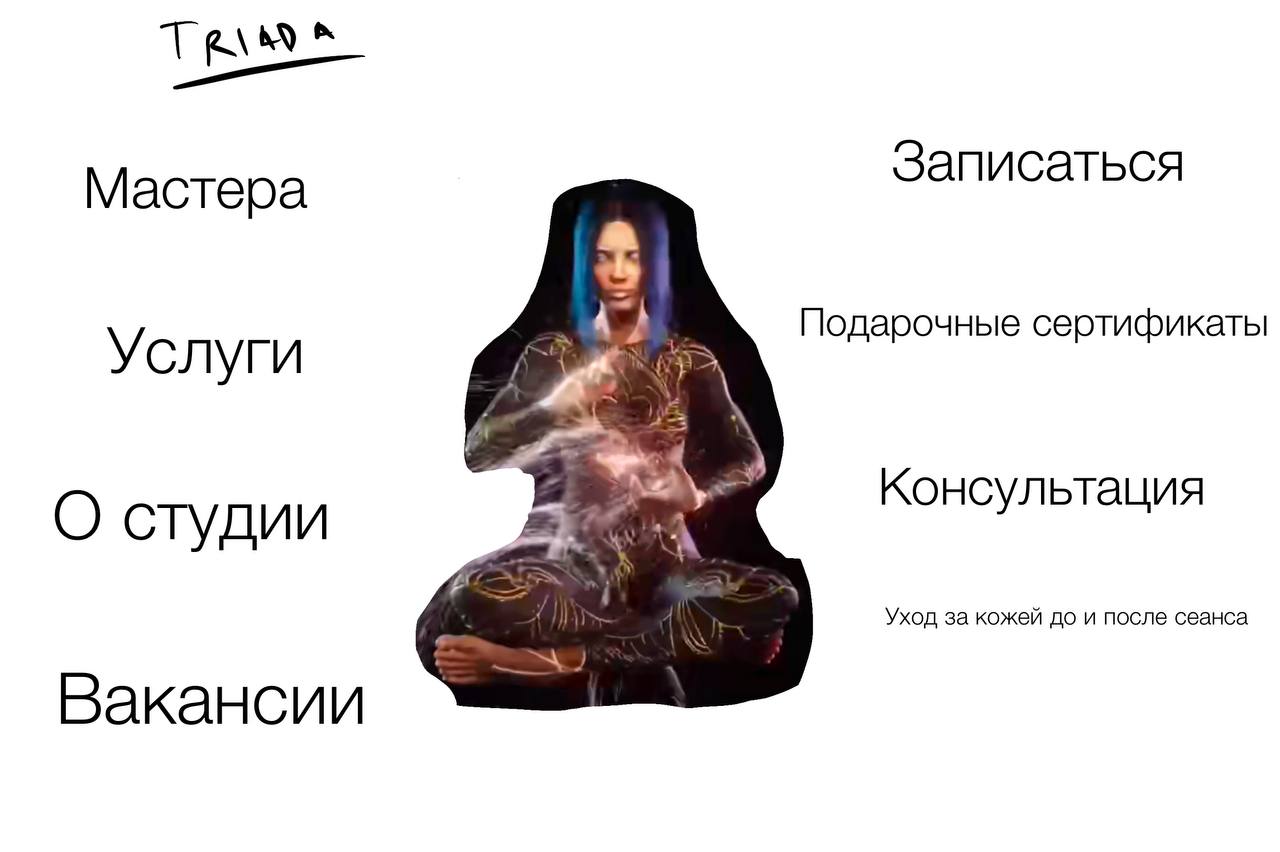 TRIADA
Мастера
Услуги
О студии
Вакансии
Записаться
Подарочные сертификаты
Консультация
Уход за кожей до и после сеанса